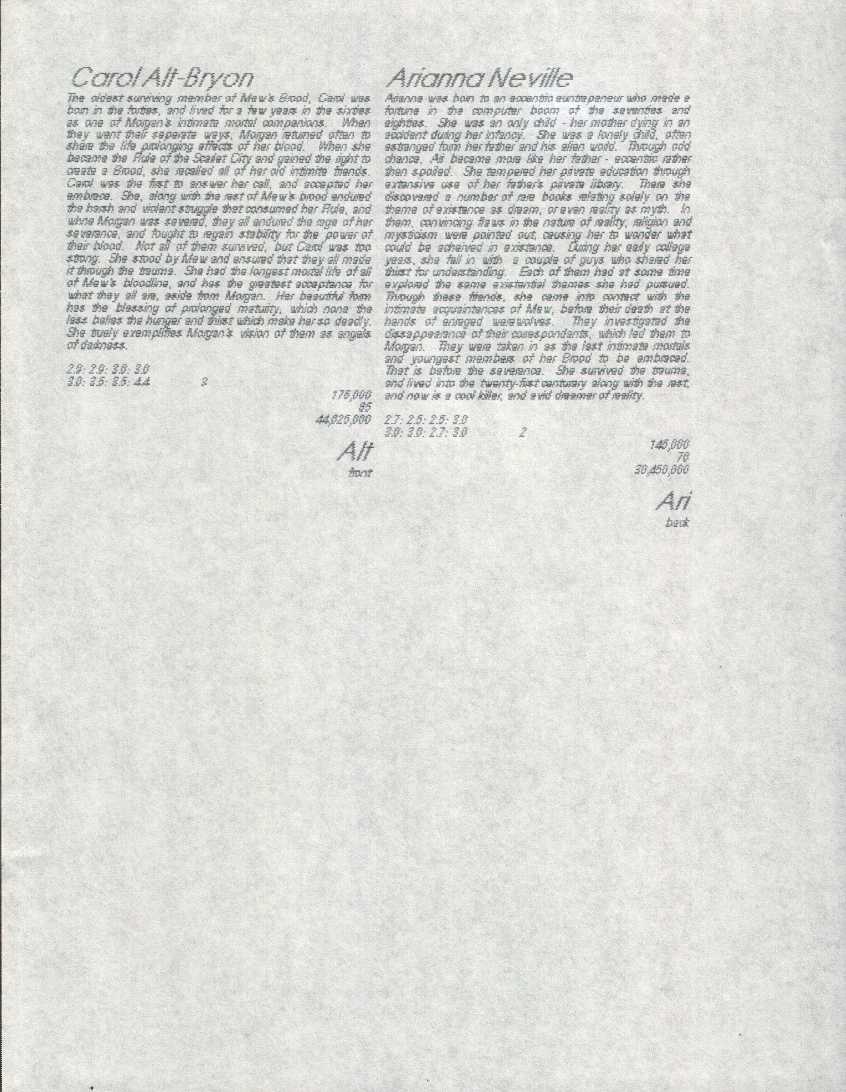 Carol Alt-Bryon
The oldest surviving member of Maw's Brood, Carol was
born in the forties, and lived for a few years in the sixties
as one of Morgan's intimate mortal companions. When
they want their seperate ways, Morgan returned often to
share the life prolonging affects of her blood. When she
became the Rule of the Scarlet City and gained the right to
create a Brood, she recalled all of her old intimite friends.
Carol was the first to answer her call, and accepted her
embrace. She, along with the rest of Maw's brood endured
the harsh and violent struggle that consumed her Rule, and
while Morgan was severed, they all endured the rage of her
severance, and fought to regain stability for the power of
their blood. Not all of them survived, but Carol was too
strong. She stood by Maw and ensured that they all made
it through the trauma. She had the longest mortal life of all
of Maw's bloodline, and has the greatest acceptance for
what they all are, aside from Morgan. Her beautiful form
has the blessing of prolonged maturity, which none the
less belies the hunger and thirst which make her so deadly.
She truely exemplifies Morgan's vision of them as angels
of darkness.
2.9: 2.9: 3.0: 3.0
3.0: 3.5: 3.5: 4.4 3
175,000
85
44,625,000
Alt
front
Arianna Neville
Arianna was born to an eccentric auntrapaneur who made a
fortune in the computer boom of the seventies and
eighties. She was an only child - her mother dying in an
accident during her infancy. She was a lonely child, often
estranged form her father and his alien world. Through odd
chance, Ari became more like her father - eccentric rather
then spoiled. She tempered her private education through
extensive use of her father's private library. There she
discovered a number of rare books relating solely on the
theme of existance as dream, or even reality as myth. In
them, convincing flaws in the nature of reality, religion and
mysticism were pointed out, causing her to wonder what
could be acheived in existance. During her early collage
years, she fell in with a couple of guys who shared her
thirst for understanding. Each of them had at some time
explored the same existential themes she had pursued.
Through these friends, she came into contact with the
intimate acquaintances of Maw, before their death at the
hands of enraged werewolves. They investigated the
dissappearance of their correspondants, which led them to
Morgan. They were taken in as the last intimate mortals
and youngest members of her Brood to be embraced.
That is before the severance. She survived the trauma,
and lived into the twenty-first canturary along with the rest,
and now is a cool killer, and avid dreamer of reality.
2.7: 2.5: 2.5: 3.0
3.0: 3.0: 2.7: 3.0 2
145,000
70
30,450,000
Ari
back